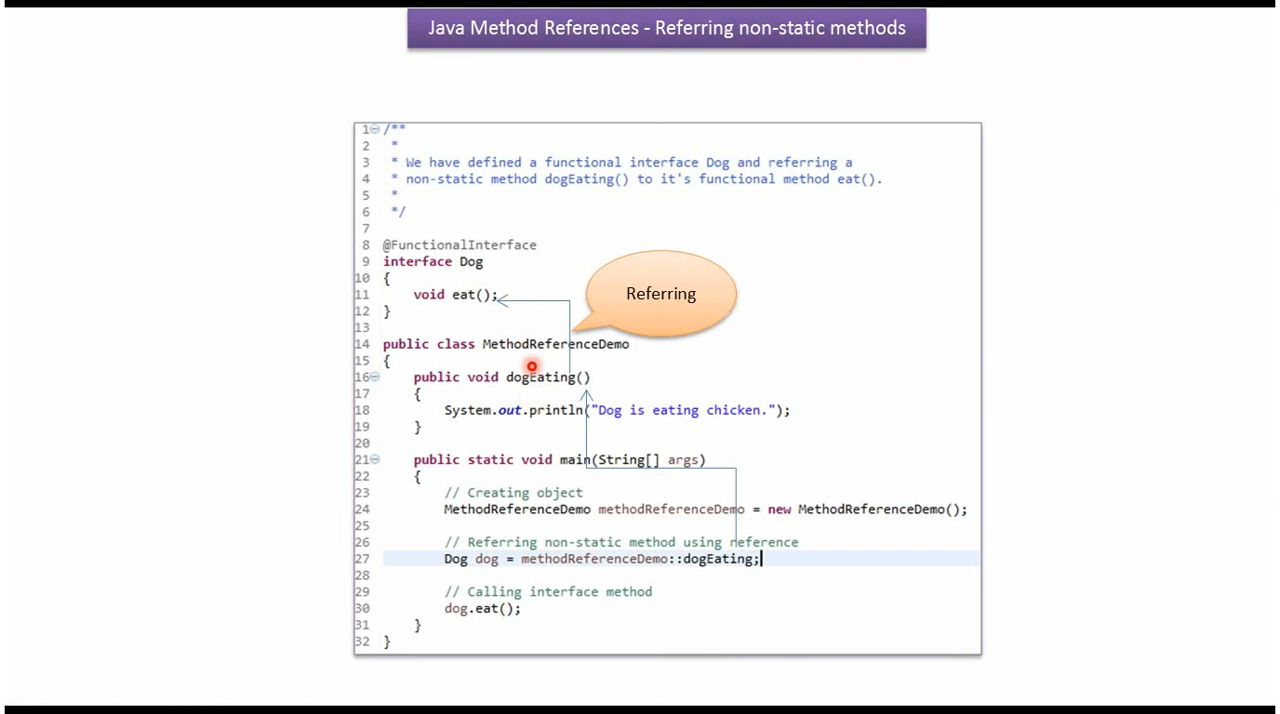 Java Method References - Referring non-static methods
1 /**
2 *
3 * We have defined a functional interface Dog and referring a
4 * non-static method dogEating() to it's functional method eat().
5 *
6 */
7
8 @FunctionalInterface
9 interface Dog
10 {
11 void eat();
12 }
Referring
13
14 public class MethodReferenceDemo
15 {
16 public void dogEating()
17 {
18 System.out.println("Dog is eating chicken.");
19 }
20
21 public static void main(String[] args)
22 {
23 // Creating object
24 MethodReferenceDemo methodReferenceDemo = new MethodReferenceDemo();
25
26 // Referring non-static method using reference
27 Dog dog = methodReferenceDemo::dogEating;
28
29 // Calling interface method
30 dog.eat();
31 }
32 }